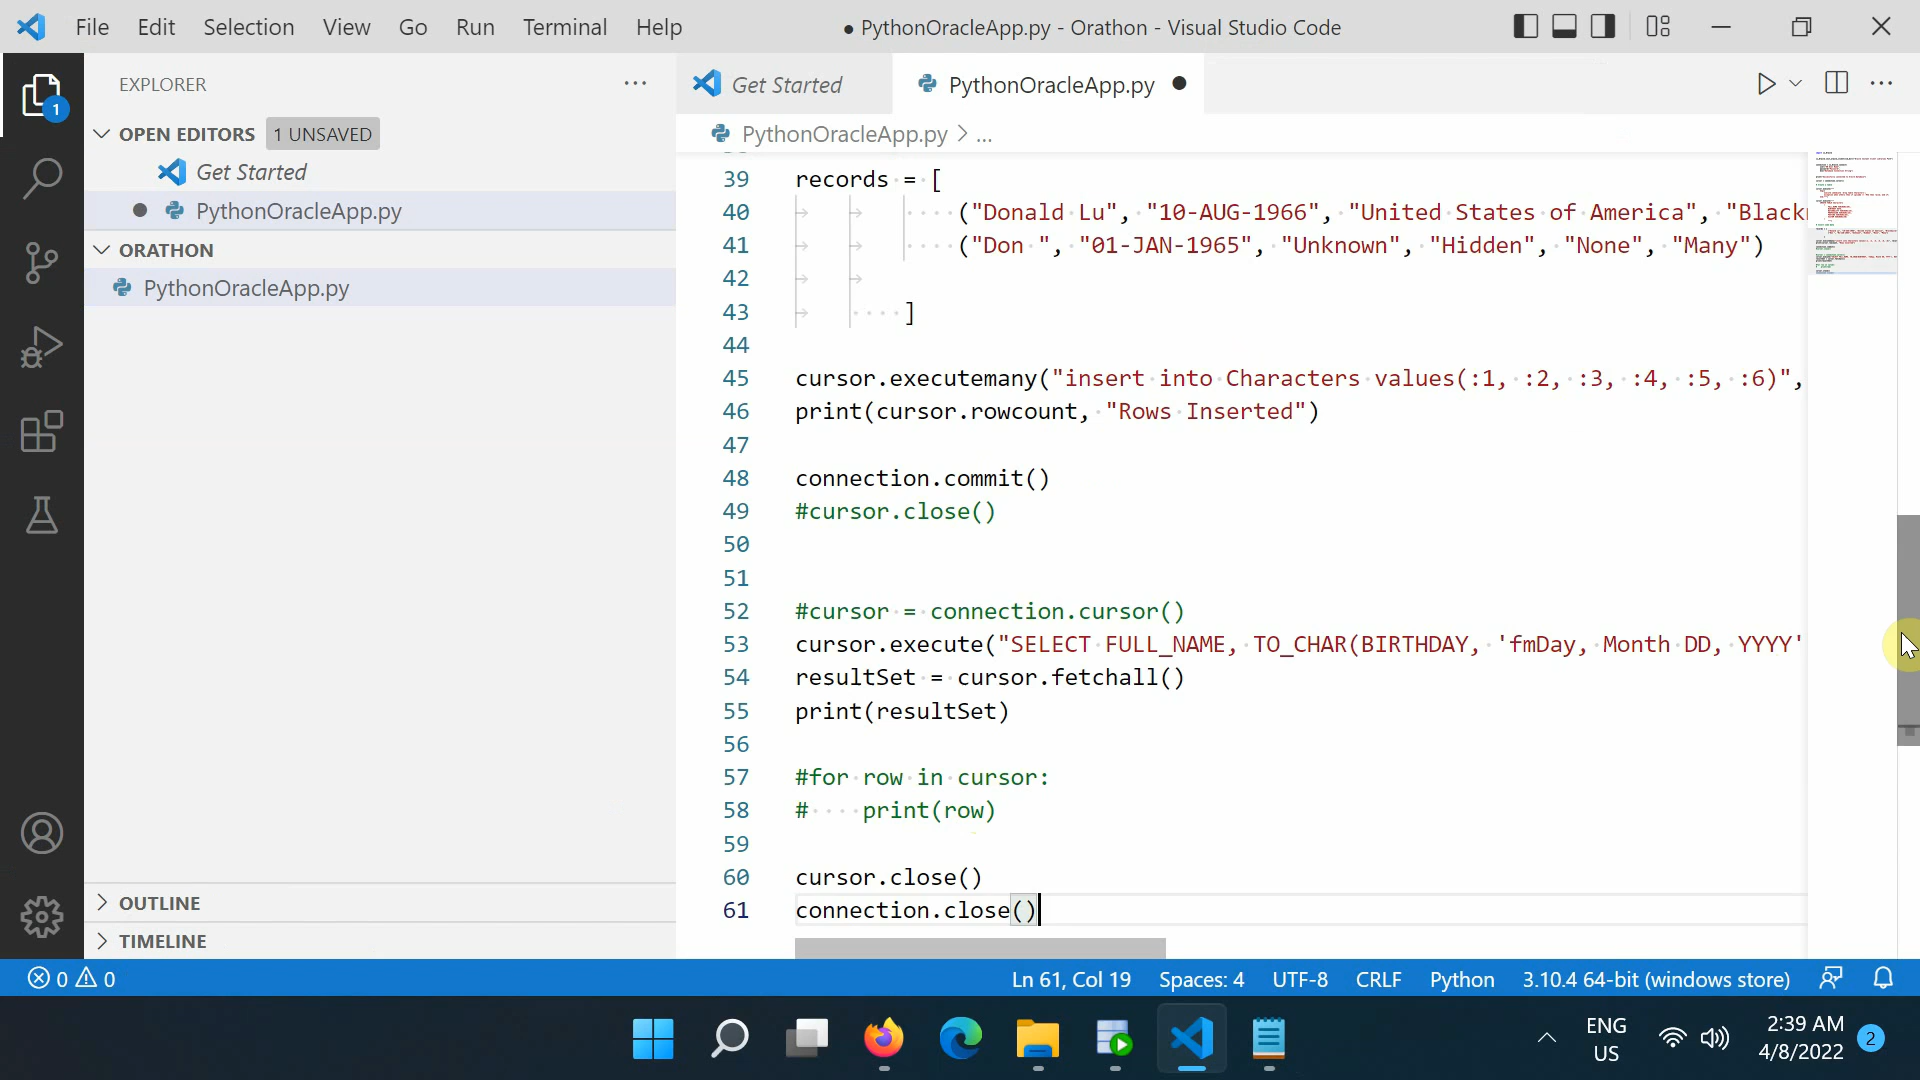 File Edit Selection View Go Run Terminal Help
● PythonOracleApp.py - Orathon - Visual Studio Code
EXPLORER
OPEN EDITORS 1 UNSAVED
Get Started
PythonOracleApp.py
ORATHON
PythonOracleApp.py
OUTLINE
TIMELINE
1
Get Started
PythonOracleApp.py
PythonOracleApp.py > ...
39 records = [
40 ("Donald Lu", "10-AUG-1966", "United States of America", "Black
41 ("Don ", "01-JAN-1965", "Unknown", "Hidden", "None", "Many")
42
43 ]
44
45 cursor.executemany("insert into Characters values(:1, :2, :3, :4, :5, :6)",
46 print(cursor.rowcount, "Rows Inserted")
47
48 connection.commit()
49 #cursor.close()
50
51
52 #cursor = connection.cursor()
53 cursor.execute("SELECT FULL_NAME, TO_CHAR(BIRTHDAY, 'fmDay, Month DD, YYYY'
54 resultSet = cursor.fetchall()
55 print(resultSet)
56
57 #for row in cursor:
58 # print(row)
59
60 cursor.close()
61 connection.close()
0 0
Ln 61, Col 19 Spaces: 4 UTF-8 CRLF Python 3.10.4 64-bit (windows store)
ENG
US
2:39 AM
4/8/2022
2